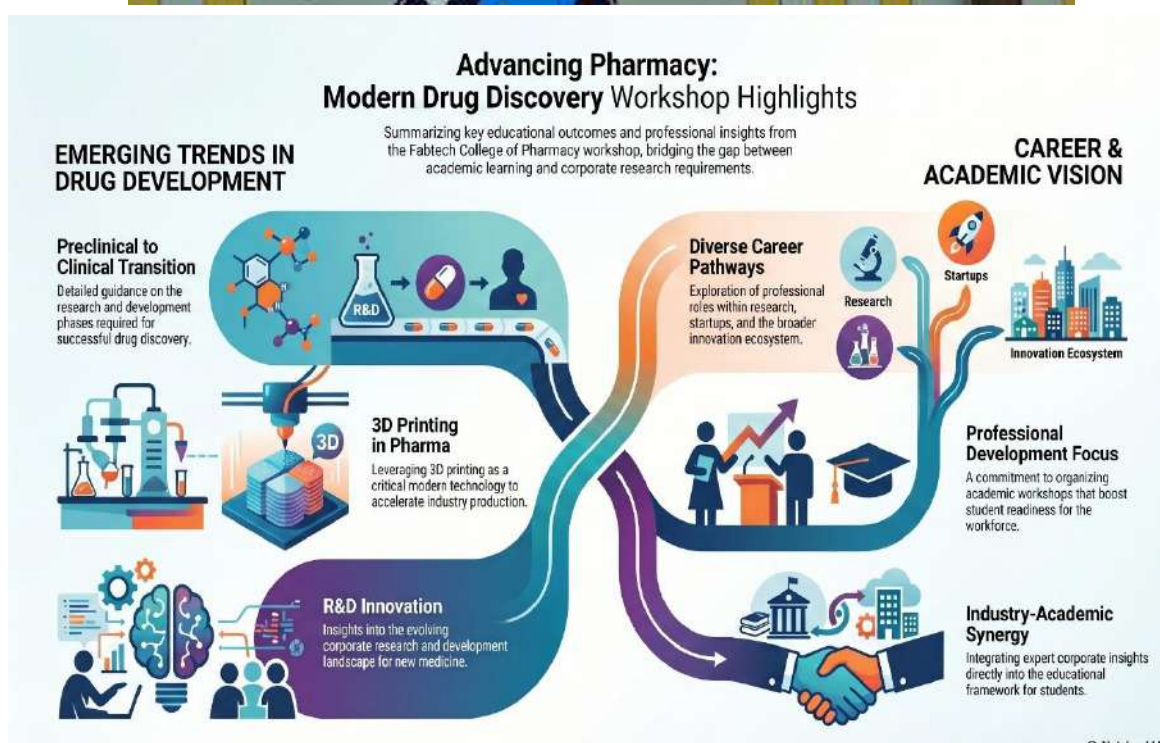 Advancing Pharmacy:
Modern Drug Discovery Workshop Highlights
Summarizing key educational outcomes and professional insights from
the Fabtech College of Pharmacy workshop, bridging the gap between
academic learning and corporate research requirements.
EMERGING TRENDS IN
DRUG DEVELOPMENT
Preclinical to
Clinical Transition
Detailed guidance on the
research and development
phases required for
successful drug discovery.
R&D
3D Printing
in Pharma
Leveraging 3D printing as a
critical modern technology to
accelerate industry production.
3D
R&D Innovation
Insights into the evolving
corporate research and development
landscape for new medicine.
CAREER &
ACADEMIC VISION
Diverse Career
Pathways
Exploration of professional
roles within research,
startups, and the broader
innovation ecosystem.
Research
Startups
Innovation Ecosystem
Professional
Development Focus
A commitment to organizing
academic workshops that boost
student readiness for the
workforce.
Industry-Academic
Synergy
Integrating expert corporate insights
directly into the educational
framework for students.